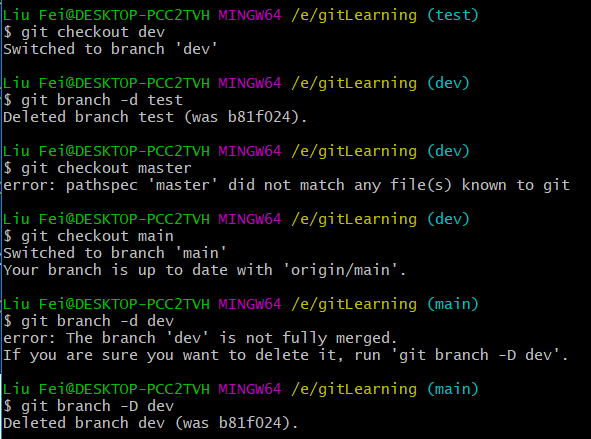 Liu Fei@DESKTOP-PCC2TVH MINGW64 /e/gitLearning (test)
$ git checkout dev
Switched to branch 'dev'
Liu Fei@DESKTOP-PCC2TVH MINGW64 /e/gitLearning (dev)
$ git branch -d test
Deleted branch test (was b81f024).
Liu Fei@DESKTOP-PCC2TVH MINGW64 /e/gitLearning (dev)
$ git checkout master
error: pathspec 'master' did not match any file(s) known to git
Liu Fei@DESKTOP-PCC2TVH MINGW64 /e/gitLearning (dev)
$ git checkout main
Switched to branch 'main'
Your branch is up to date with 'origin/main'.
Liu Fei@DESKTOP-PCC2TVH MINGW64 /e/gitLearning (main)
$ git branch -d dev
error: The branch 'dev' is not fully merged.
If you are sure you want to delete it, run 'git branch -D dev'.
Liu Fei@DESKTOP-PCC2TVH MINGW64 /e/gitLearning (main)
$ git branch -D dev
Deleted branch dev (was b81f024).